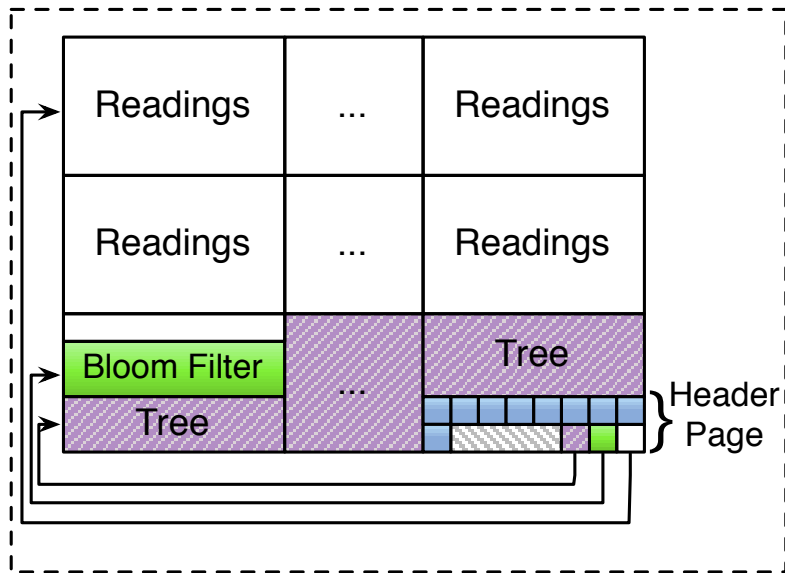 Readings ... Readings
Readings ... Readings
Bloom Filter ... Tree
Tree
Header
Page